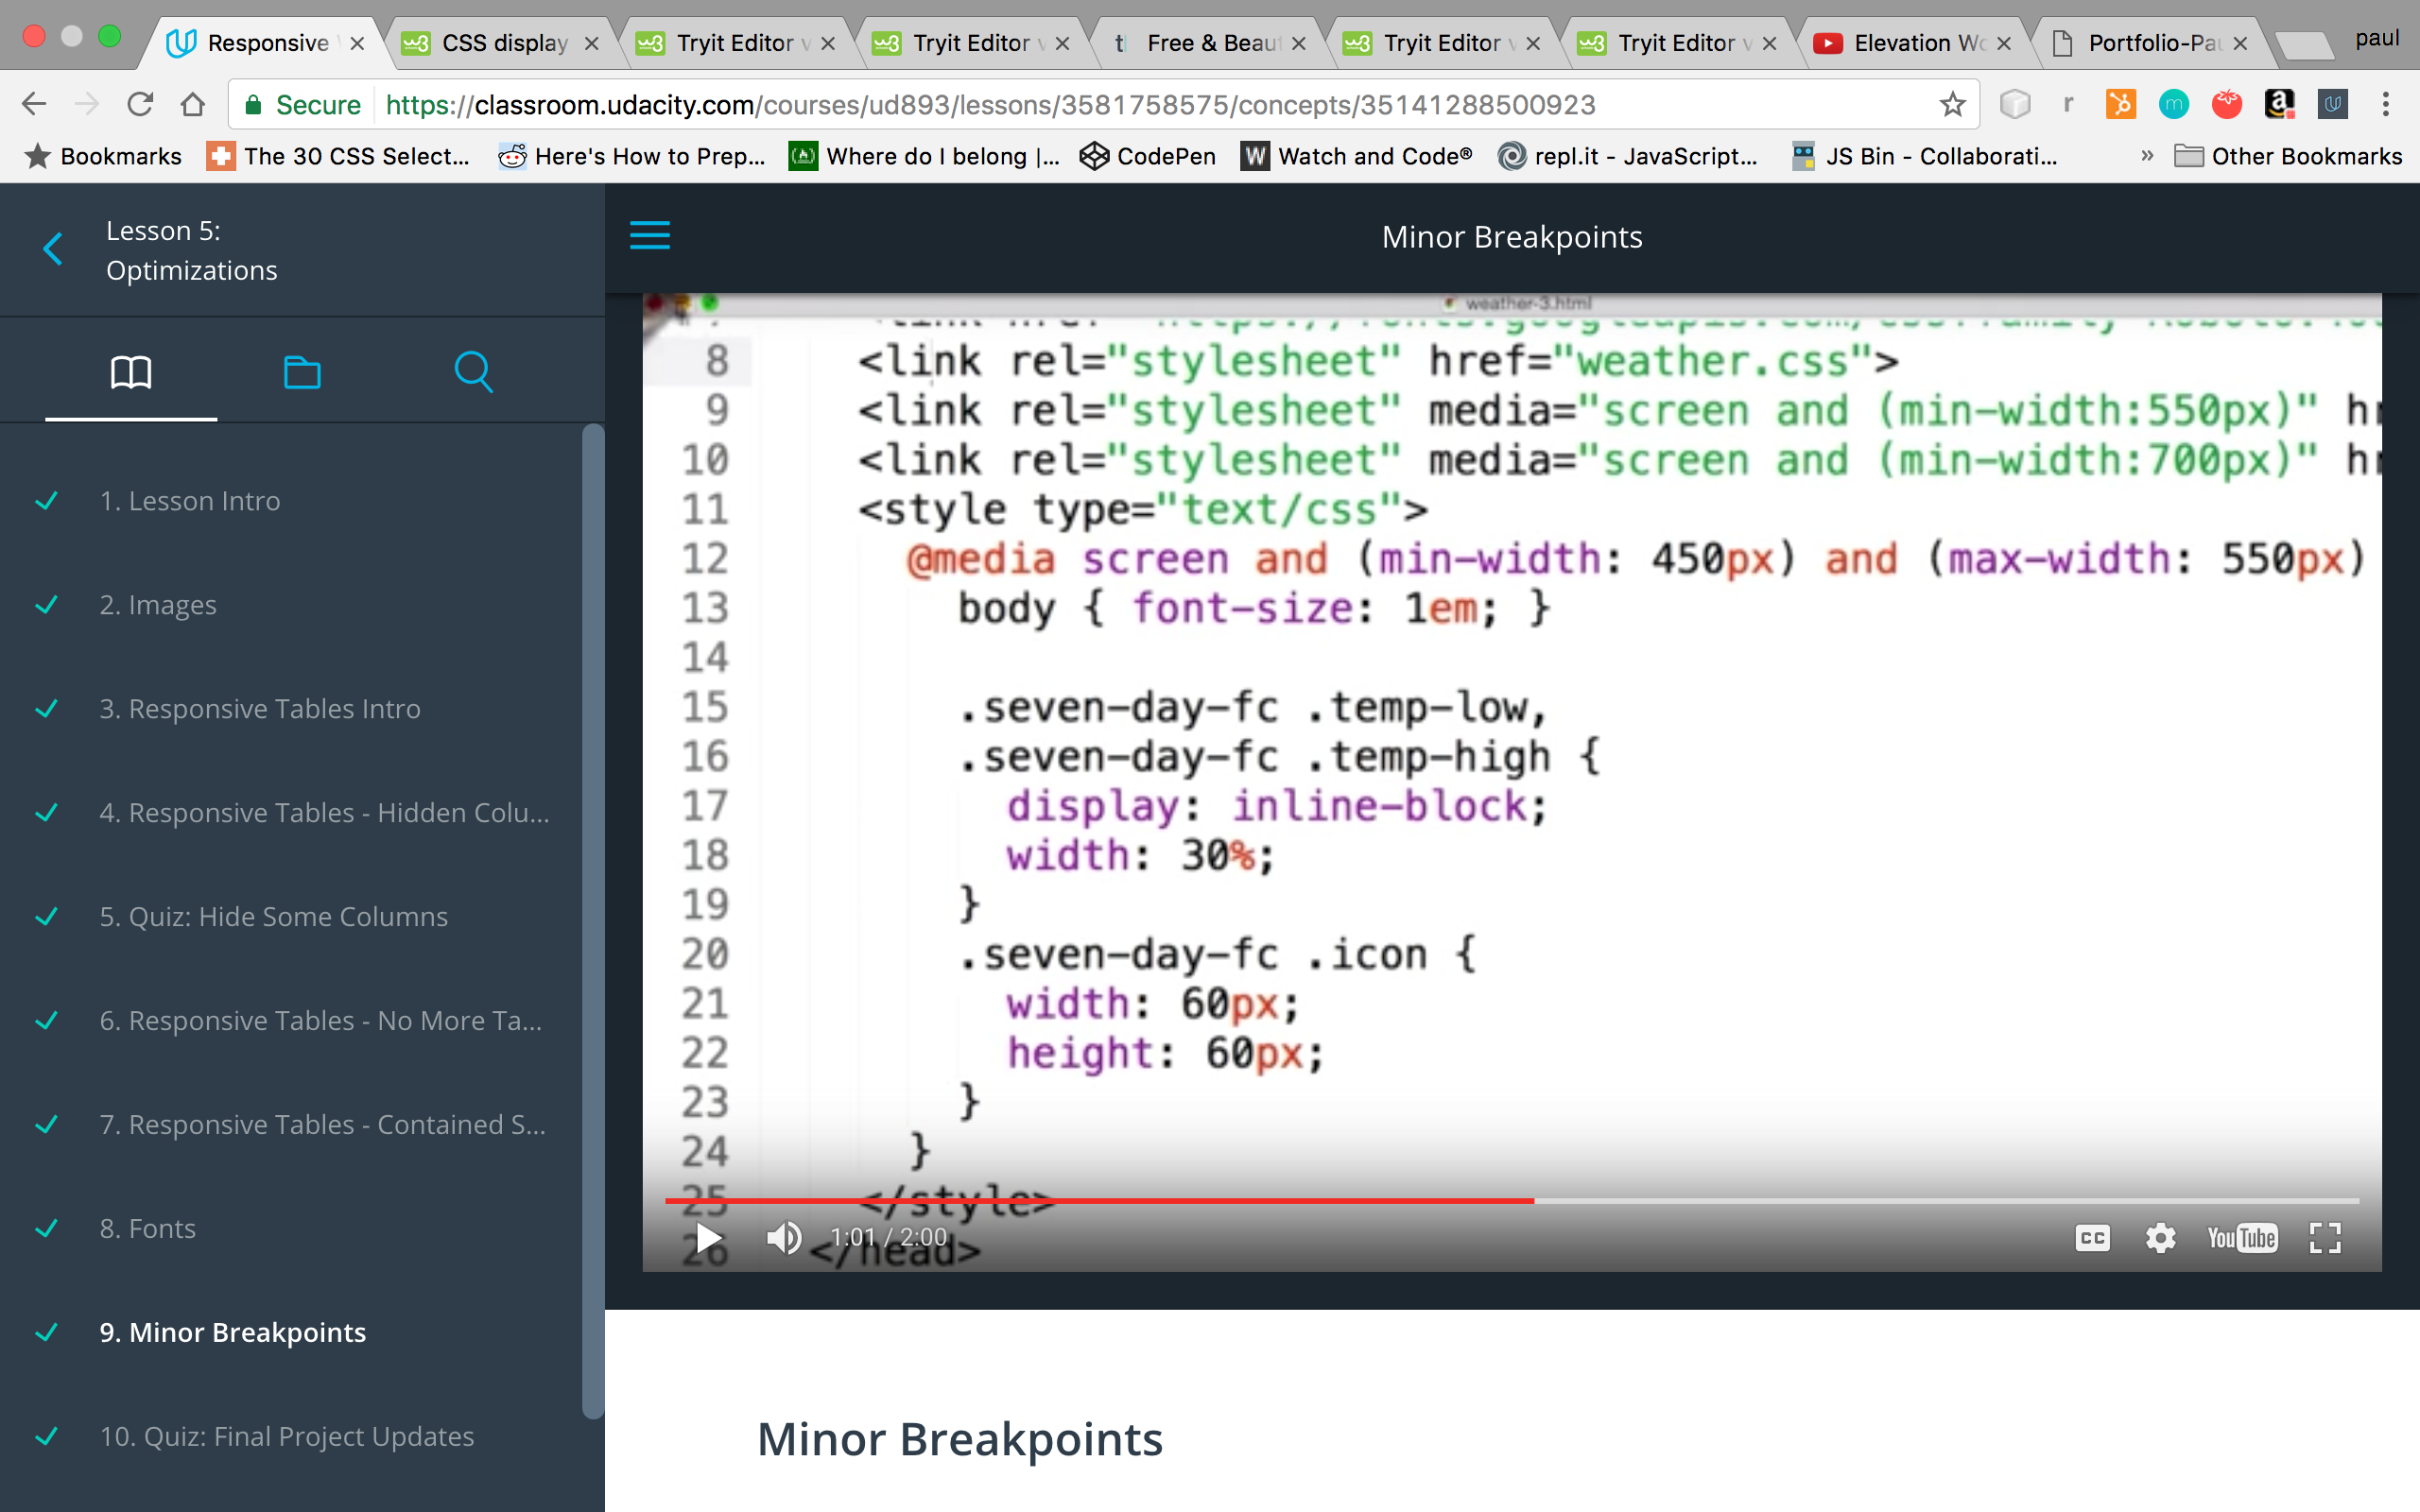 Responsive
CSS display
Tryit Editor v
Tryit Editor v
Free & Beau
Tryit Editor v
Tryit Editor v
Elevation Wo
Portfolio-Pau
paul
Secure https://classroom.udacity.com/courses/ud893/lessons/3581758575/concepts/35141288500923
Bookmarks The 30 CSS Select... Here's How to Prep... Where do I belong |... CodePen Watch and Code® repl.it - JavaScript... JS Bin - Collaborati... » Other Bookmarks
Lesson 5:
Optimizations
1. Lesson Intro
2. Images
3. Responsive Tables Intro
4. Responsive Tables - Hidden Colu...
5. Quiz: Hide Some Columns
6. Responsive Tables - No More Ta...
7. Responsive Tables - Contained S...
8. Fonts
9. Minor Breakpoints
10. Quiz: Final Project Updates
Minor Breakpoints
weather-3.html
8 <link rel="stylesheet" href="weather.css">
9 <link rel="stylesheet" media="screen and (min-width:550px)" hr
10 <link rel="stylesheet" media="screen and (min-width:700px)" hr
11 <style type="text/css">
12 @media screen and (min-width: 450px) and (max-width: 550px)
13 body { font-size: 1em; }
14
15 .seven-day-fc .temp-low,
16 .seven-day-fc .temp-high {
17 display: inline-block;
18 width: 30%;
19 }
20 .seven-day-fc .icon {
21 width: 60px;
22 height: 60px;
23 }
24 }
25 </style>
26 </head>
1:01 / 2:00
CC
YouTube
Minor Breakpoints